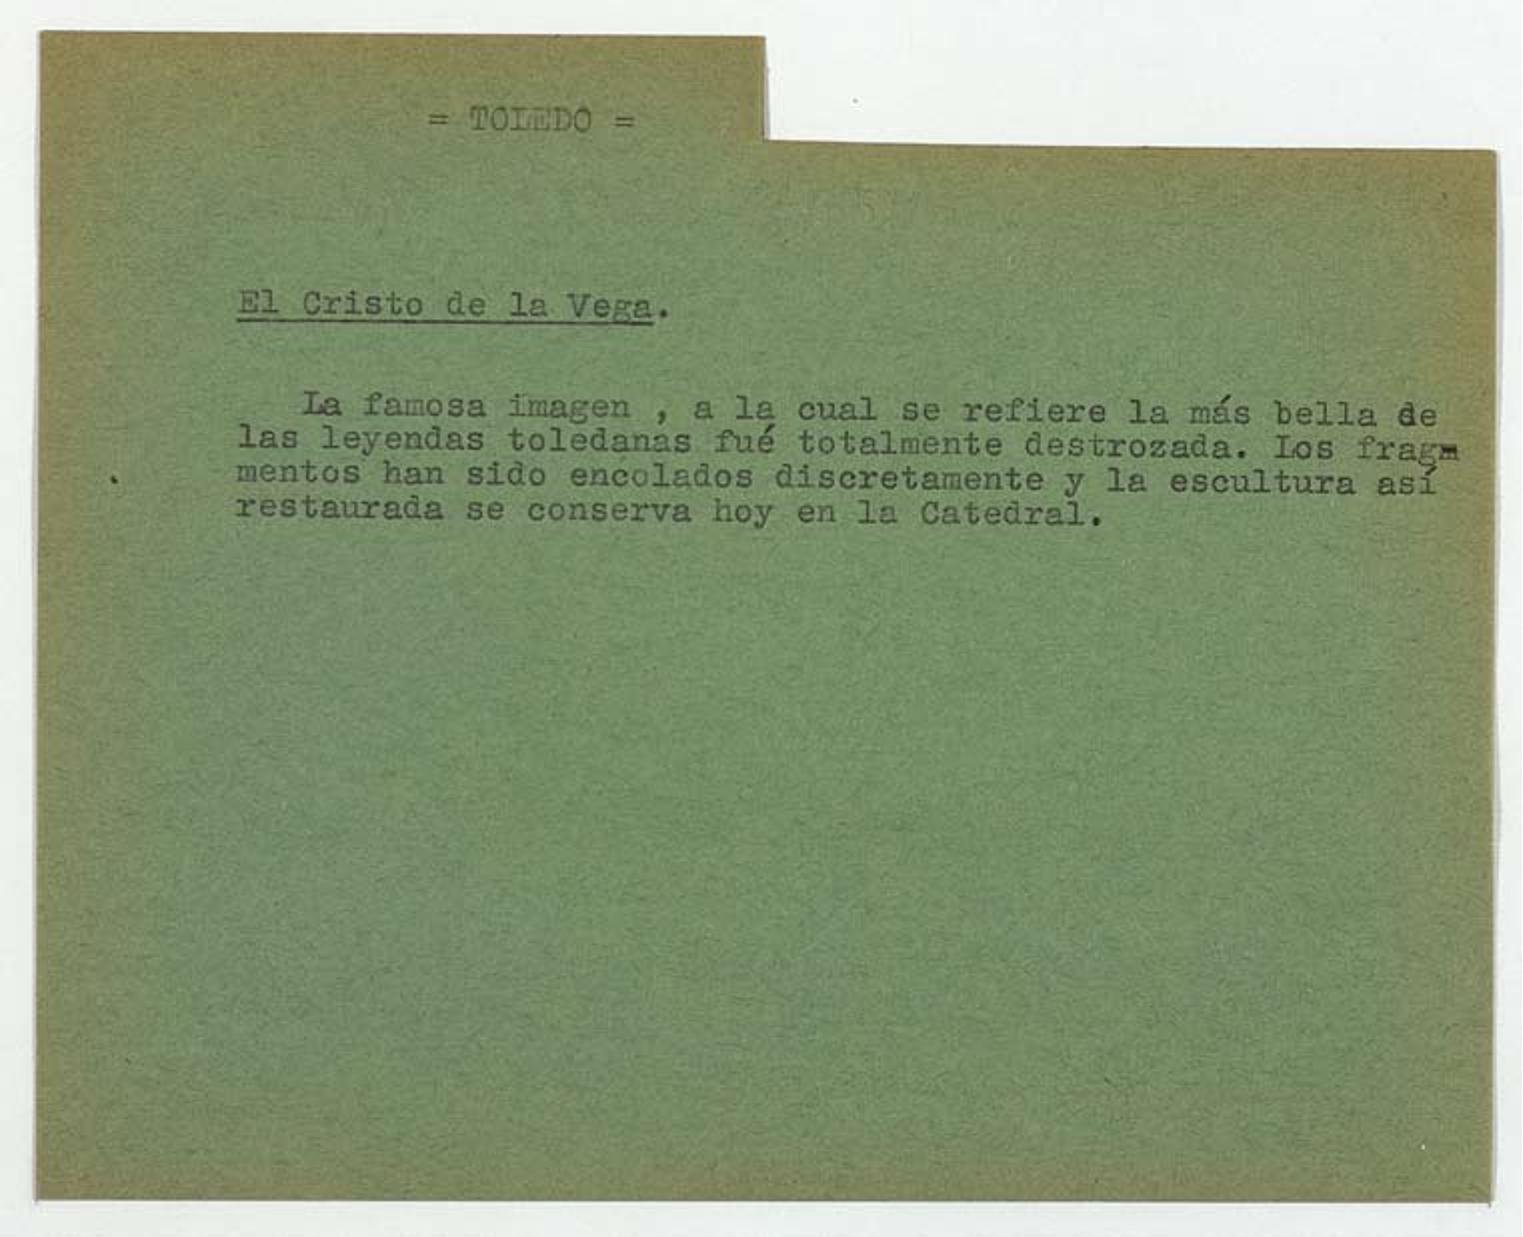 = TOLEDO =
El Cristo de la Vega.
La famosa imagen , a la cual se refiere la más bella de
las leyendas toledanas fué totalmente destrozada. Los fragm
mentos han sido encolados discretamente y la escultura así
restaurada se conserva hoy en la Catedral.